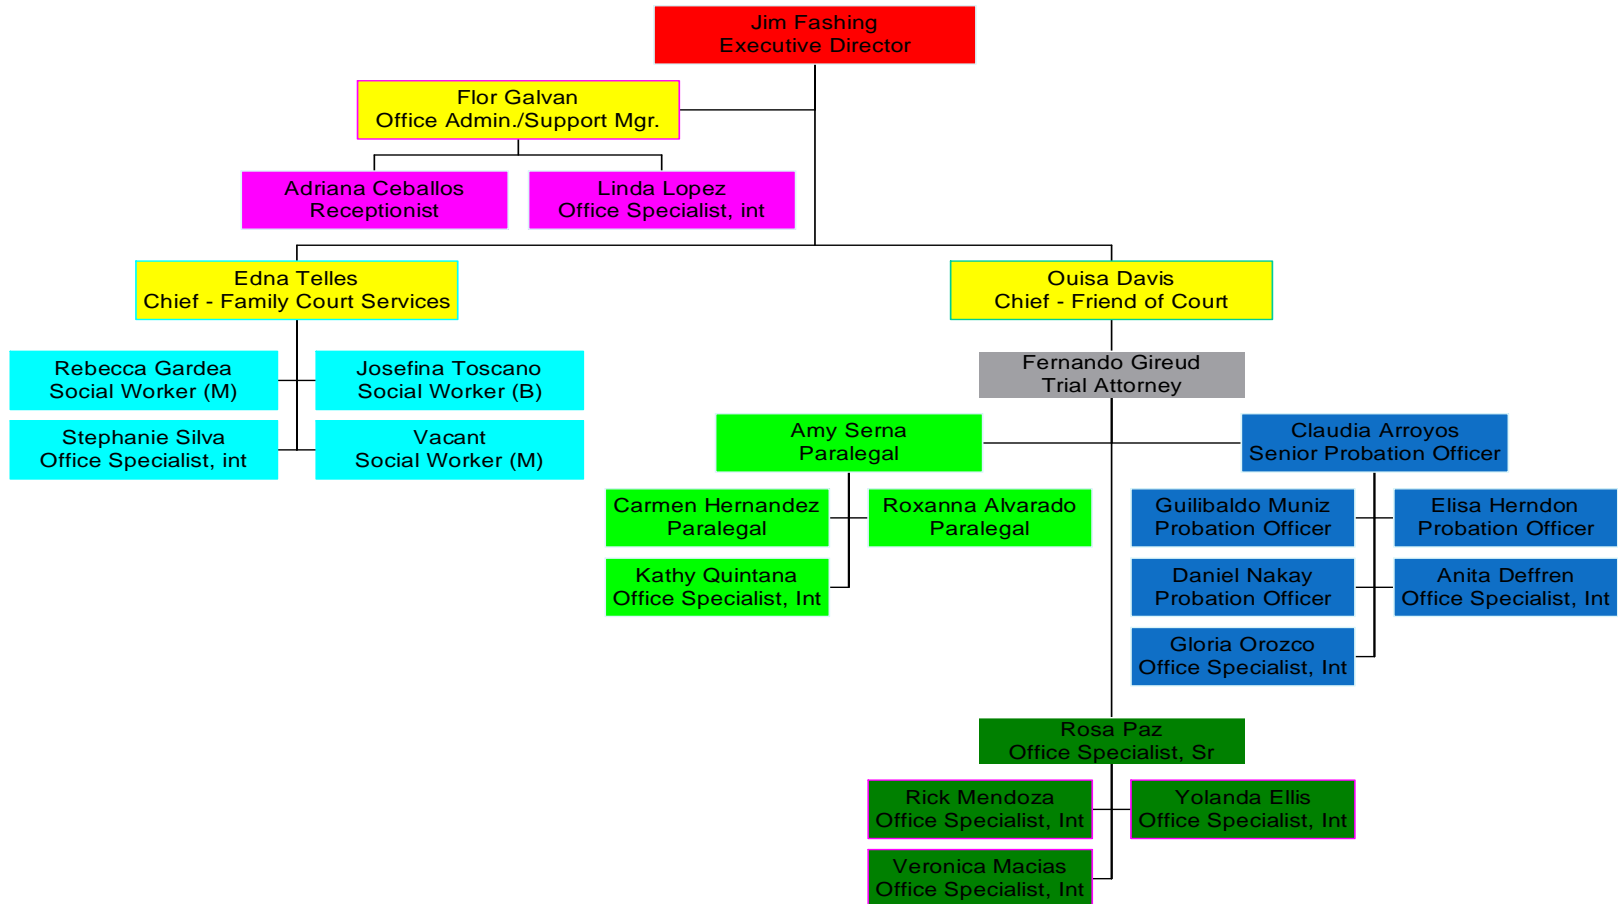 Jim Fashing
Executive Director
Flor Galvan
Office Admin./Support Mgr.
Adriana Ceballos
Receptionist
Linda Lopez
Office Specialist, int
Edna Telles
Chief - Family Court Services
Ouisa Davis
Chief - Friend of Court
Rebecca Gardea
Social Worker (M)
Josefina Toscano
Social Worker (B)
Stephanie Silva
Office Specialist, int
Vacant
Social Worker (M)
Fernando Gireud
Trial Attorney
Amy Serna
Paralegal
Claudia Arroyos
Senior Probation Officer
Carmen Hernandez
Paralegal
Roxanna Alvarado
Paralegal
Kathy Quintana
Office Specialist, Int
Guilibaldo Muniz
Probation Officer
Elisa Herndon
Probation Officer
Daniel Nakay
Probation Officer
Anita Deffren
Office Specialist, Int
Gloria Orozco
Office Specialist, Int
Rosa Paz
Office Specialist, Sr
Rick Mendoza
Office Specialist, Int
Yolanda Ellis
Office Specialist, Int
Veronica Macias
Office Specialist, Int